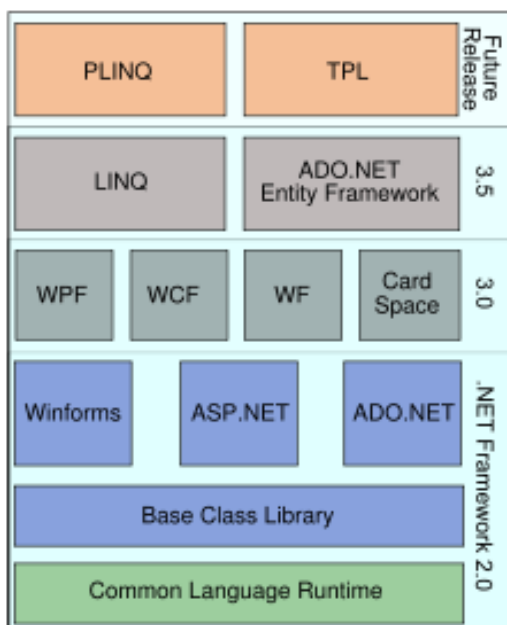 PLINQ
TPL
Future
Release
LINQ
ADO.NET
Entity Framework
3.5
WPF
WCF
WF
Card
Space
3.0
Winforms
ASP.NET
ADO.NET
.NET Framework 2.0
Base Class Library
Common Language Runtime